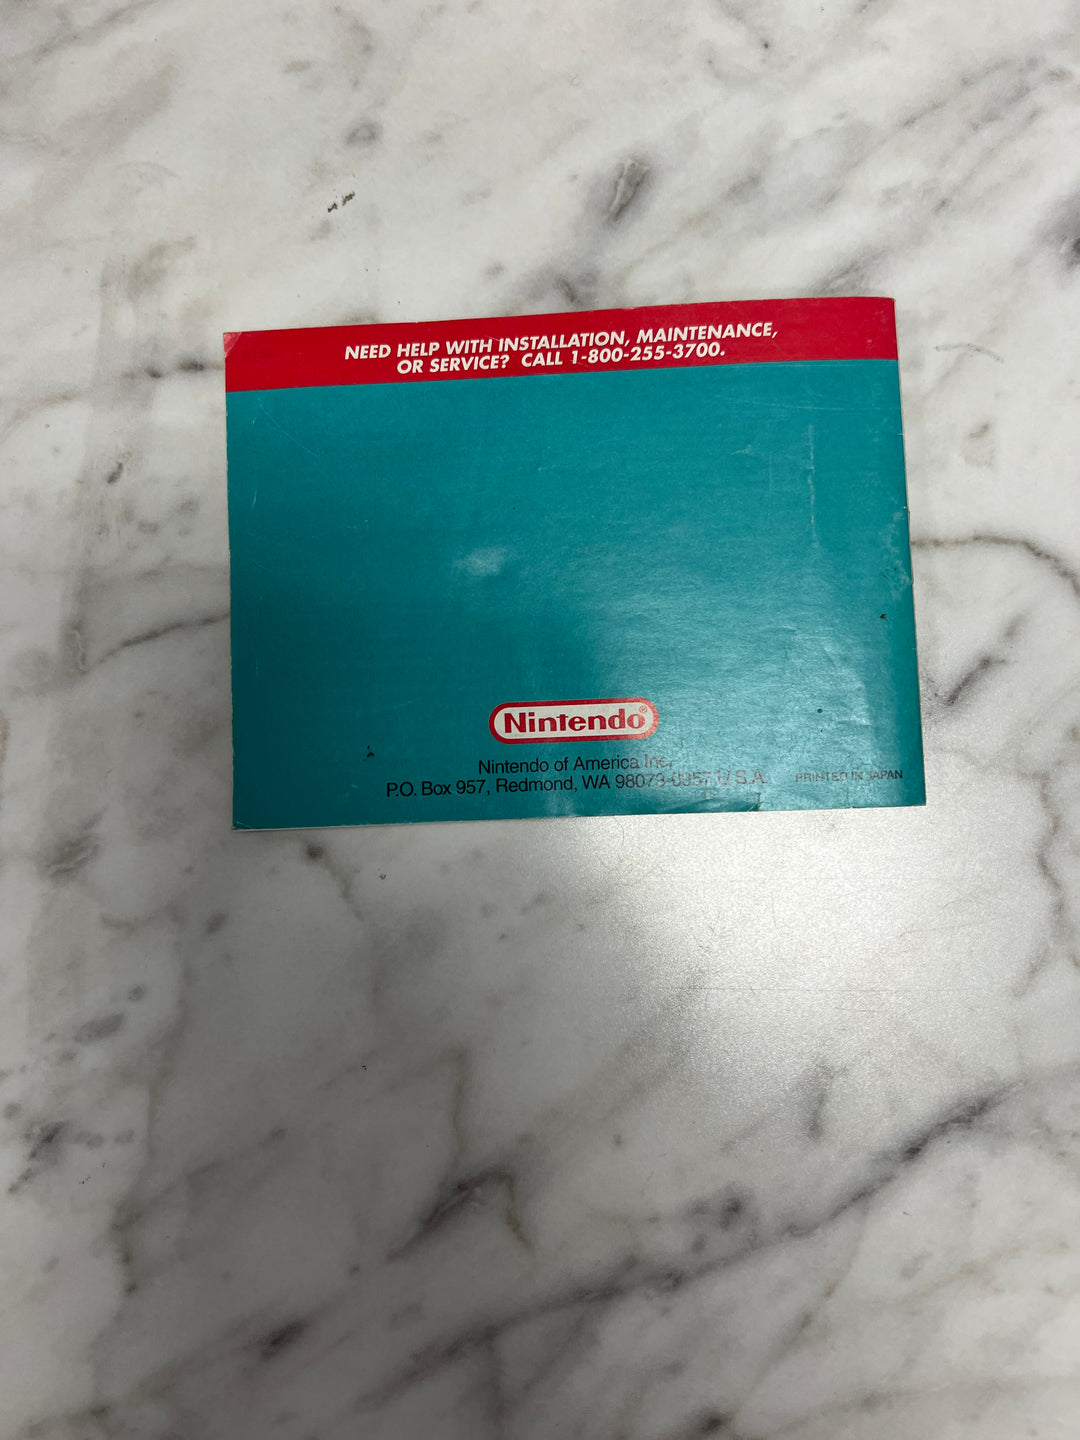 NEED HELP WITH INSTALLATION, MAINTENANCE,
OR SERVICE? CALL 1-800-255-3700.
Nintendo®
Nintendo of America Inc.
P.O. Box 957, Redmond, WA 98073-0957 U.S.A.
PRINTED IN JAPAN